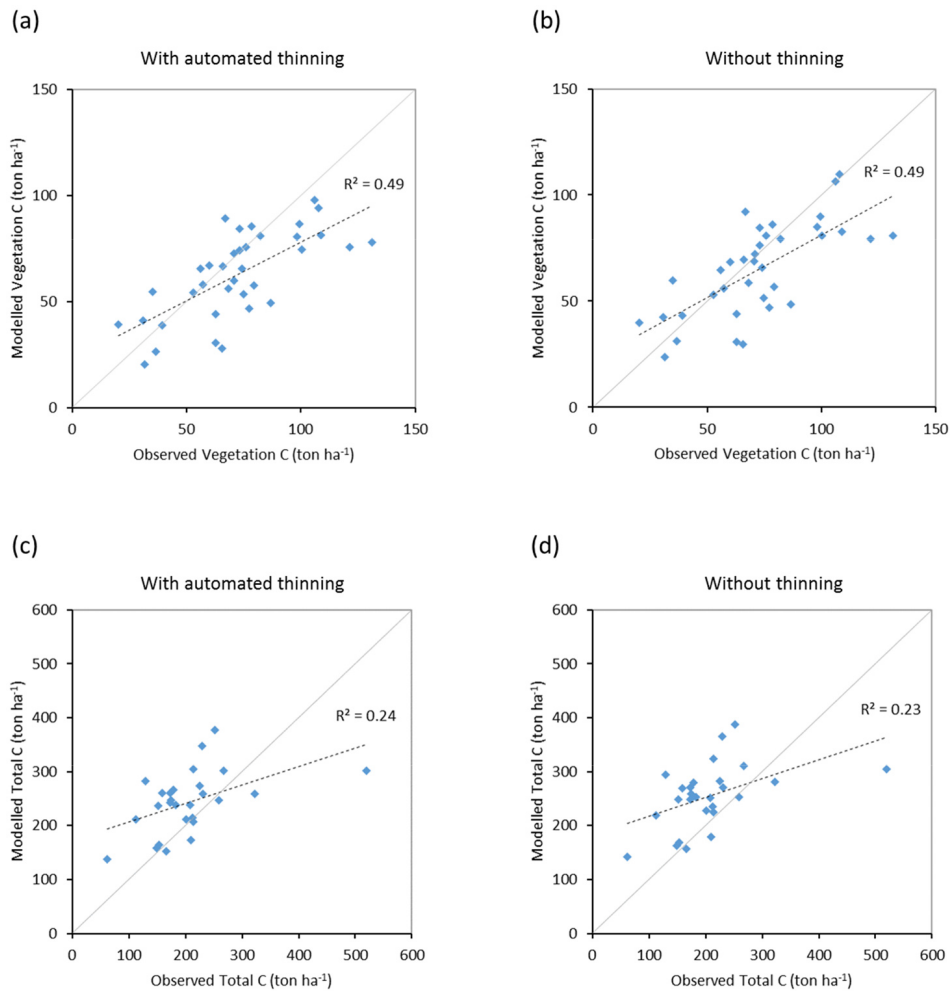 (a)
With automated thinning
150
100
50
0
0 50 100 150
Modelled Vegetation C (ton ha⁻¹)
R² = 0.49
Observed Vegetation C (ton ha⁻¹)
(b)
Without thinning
150
100
50
0
0 50 100 150
Modelled Vegetation C (ton ha⁻¹)
R² = 0.49
Observed Vegetation C (ton ha⁻¹)
(c)
With automated thinning
600
500
400
300
200
100
0
0 100 200 300 400 500 600
Modelled Total C (ton ha⁻¹)
R² = 0.24
Observed Total C (ton ha⁻¹)
(d)
Without thinning
600
500
400
300
200
100
0
0 100 200 300 400 500 600
Modelled Total C (ton ha⁻¹)
R² = 0.23
Observed Total C (ton ha⁻¹)